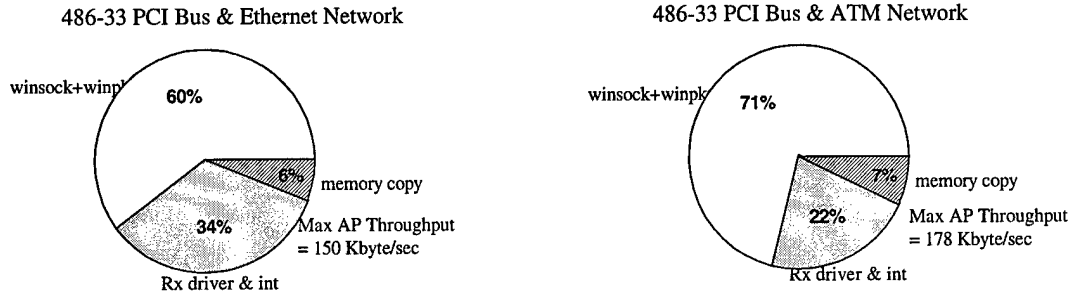 486-33 PCI Bus & Ethernet Network
winsock+winpk
60%
6%
memory copy
34%
Max AP Throughput
= 150 Kbyte/sec
Rx driver & int
486-33 PCI Bus & ATM Network
winsock+winpk
71%
7%
memory copy
22%
Max AP Throughput
= 178 Kbyte/sec
Rx driver & int